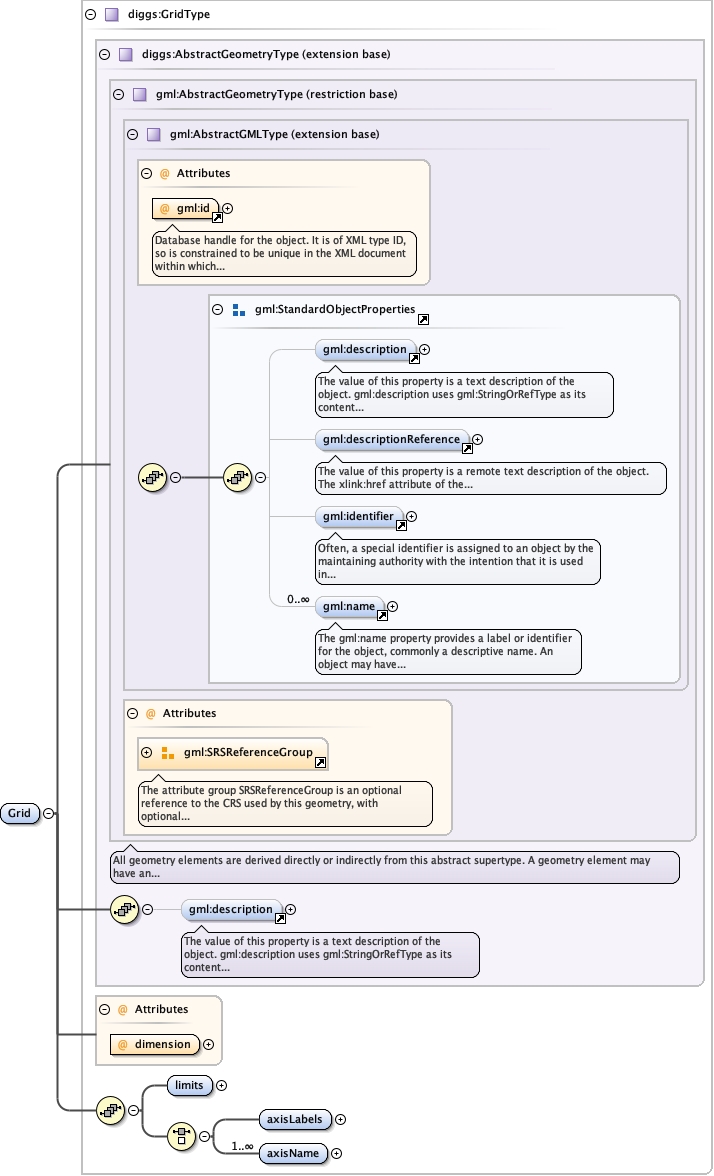 diggs:GridType
diggs:AbstractGeometryType (extension base)
gml:AbstractGeometryType (restriction base)
gml:AbstractGMLType (extension base)
@ Attributes
@ gml:id
Database handle for the object. It is of XML type ID,
so is constrained to be unique in the XML document
within which...
gml:StandardObjectProperties
gml:description
The value of this property is a text description of the
object. gml:description uses gml:StringOrRefType as its
content...
gml:descriptionReference
The value of this property is a remote text description of the object.
The xlink:href attribute of the...
gml:identifier
Often, a special identifier is assigned to an object by the
maintaining authority with the intention that it is used
in...
0..∞
gml:name
The gml:name property provides a label or identifier
for the object, commonly a descriptive name. An
object may have...
@ Attributes
gml:SRSReferenceGroup
The attribute group SRSReferenceGroup is an optional
reference to the CRS used by this geometry, with
optional...
Grid
All geometry elements are derived directly or indirectly from this abstract supertype. A geometry element may
have an...
gml:description
The value of this property is a text description of the
object. gml:description uses gml:StringOrRefType as its
content...
@ Attributes
@ dimension
limits
axisLabels
1..∞
axisName